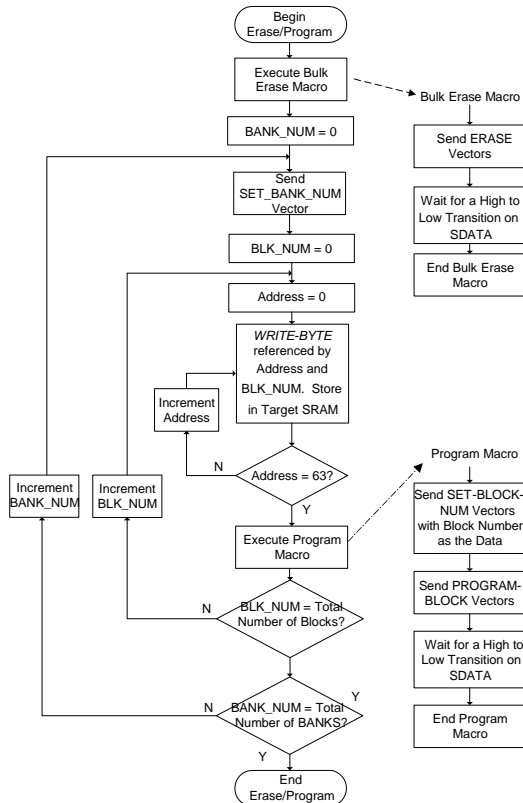 Begin
Erase/Program
Execute Bulk
Erase Macro
BANK_NUM = 0
Send
SET_BANK_NUM
Vector
BLK_NUM = 0
Address = 0
WRITE-BYTE
referenced by
Address and
BLK_NUM.  Store
in Target SRAM
Increment
Address
N
Address = 63?
Y
Increment
BANK_NUM
Increment
BLK_NUM
Execute Program
Macro
N
BLK_NUM = Total
Number of Blocks?
N
Y
BANK_NUM = Total
Number of BANKS?
Y
End
Erase/Program
Bulk Erase Macro
Send ERASE
Vectors
Wait for a High to
Low Transition on
SDATA
End Bulk Erase
Macro
Program Macro
Send SET-BLOCK-
NUM Vectors
with Block Number
as the Data
Send PROGRAM-
BLOCK Vectors
Wait for a High to
Low Transition on
SDATA
End Program
Macro